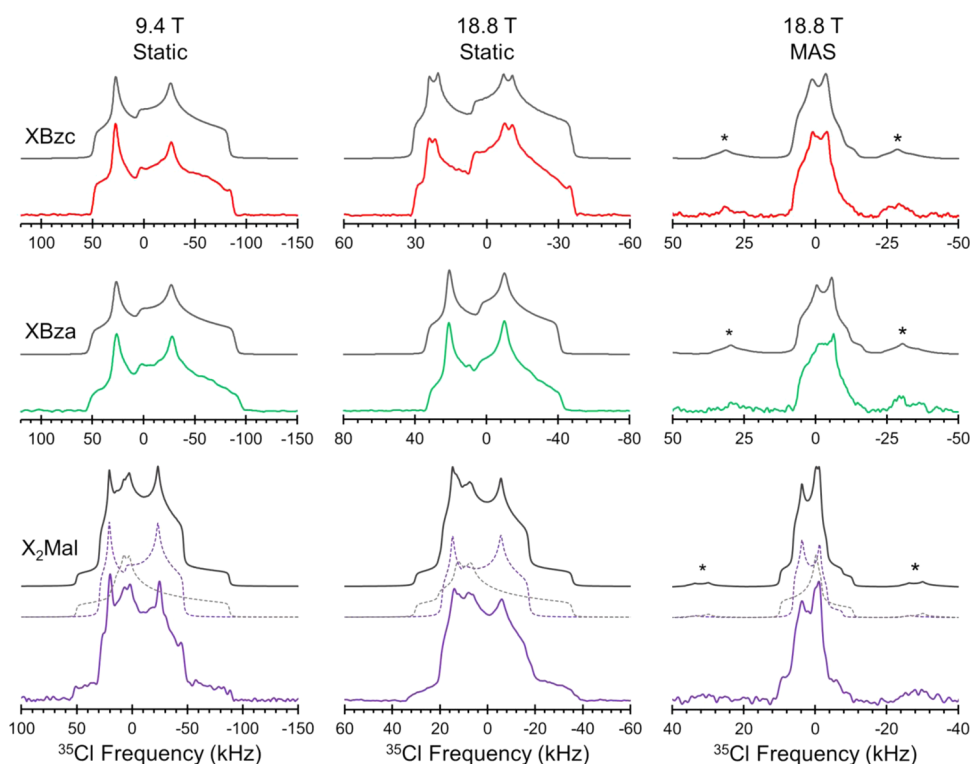 9.4 T
Static
18.8 T
Static
18.8 T
MAS
XBzc
* *
100 50 0 -50 -100 -150
60 30 0 -30 -60
50 25 0 -25 -50
XBza
* *
100 50 0 -50 -100 -150
80 40 0 -40 -80
50 25 0 -25 -50
X₂Mal
* *
100 50 0 -50 -100 -150
60 40 20 0 -20 -40 -60
40 20 0 -20 -40
³⁵Cl Frequency (kHz)
³⁵Cl Frequency (kHz)
³⁵Cl Frequency (kHz)